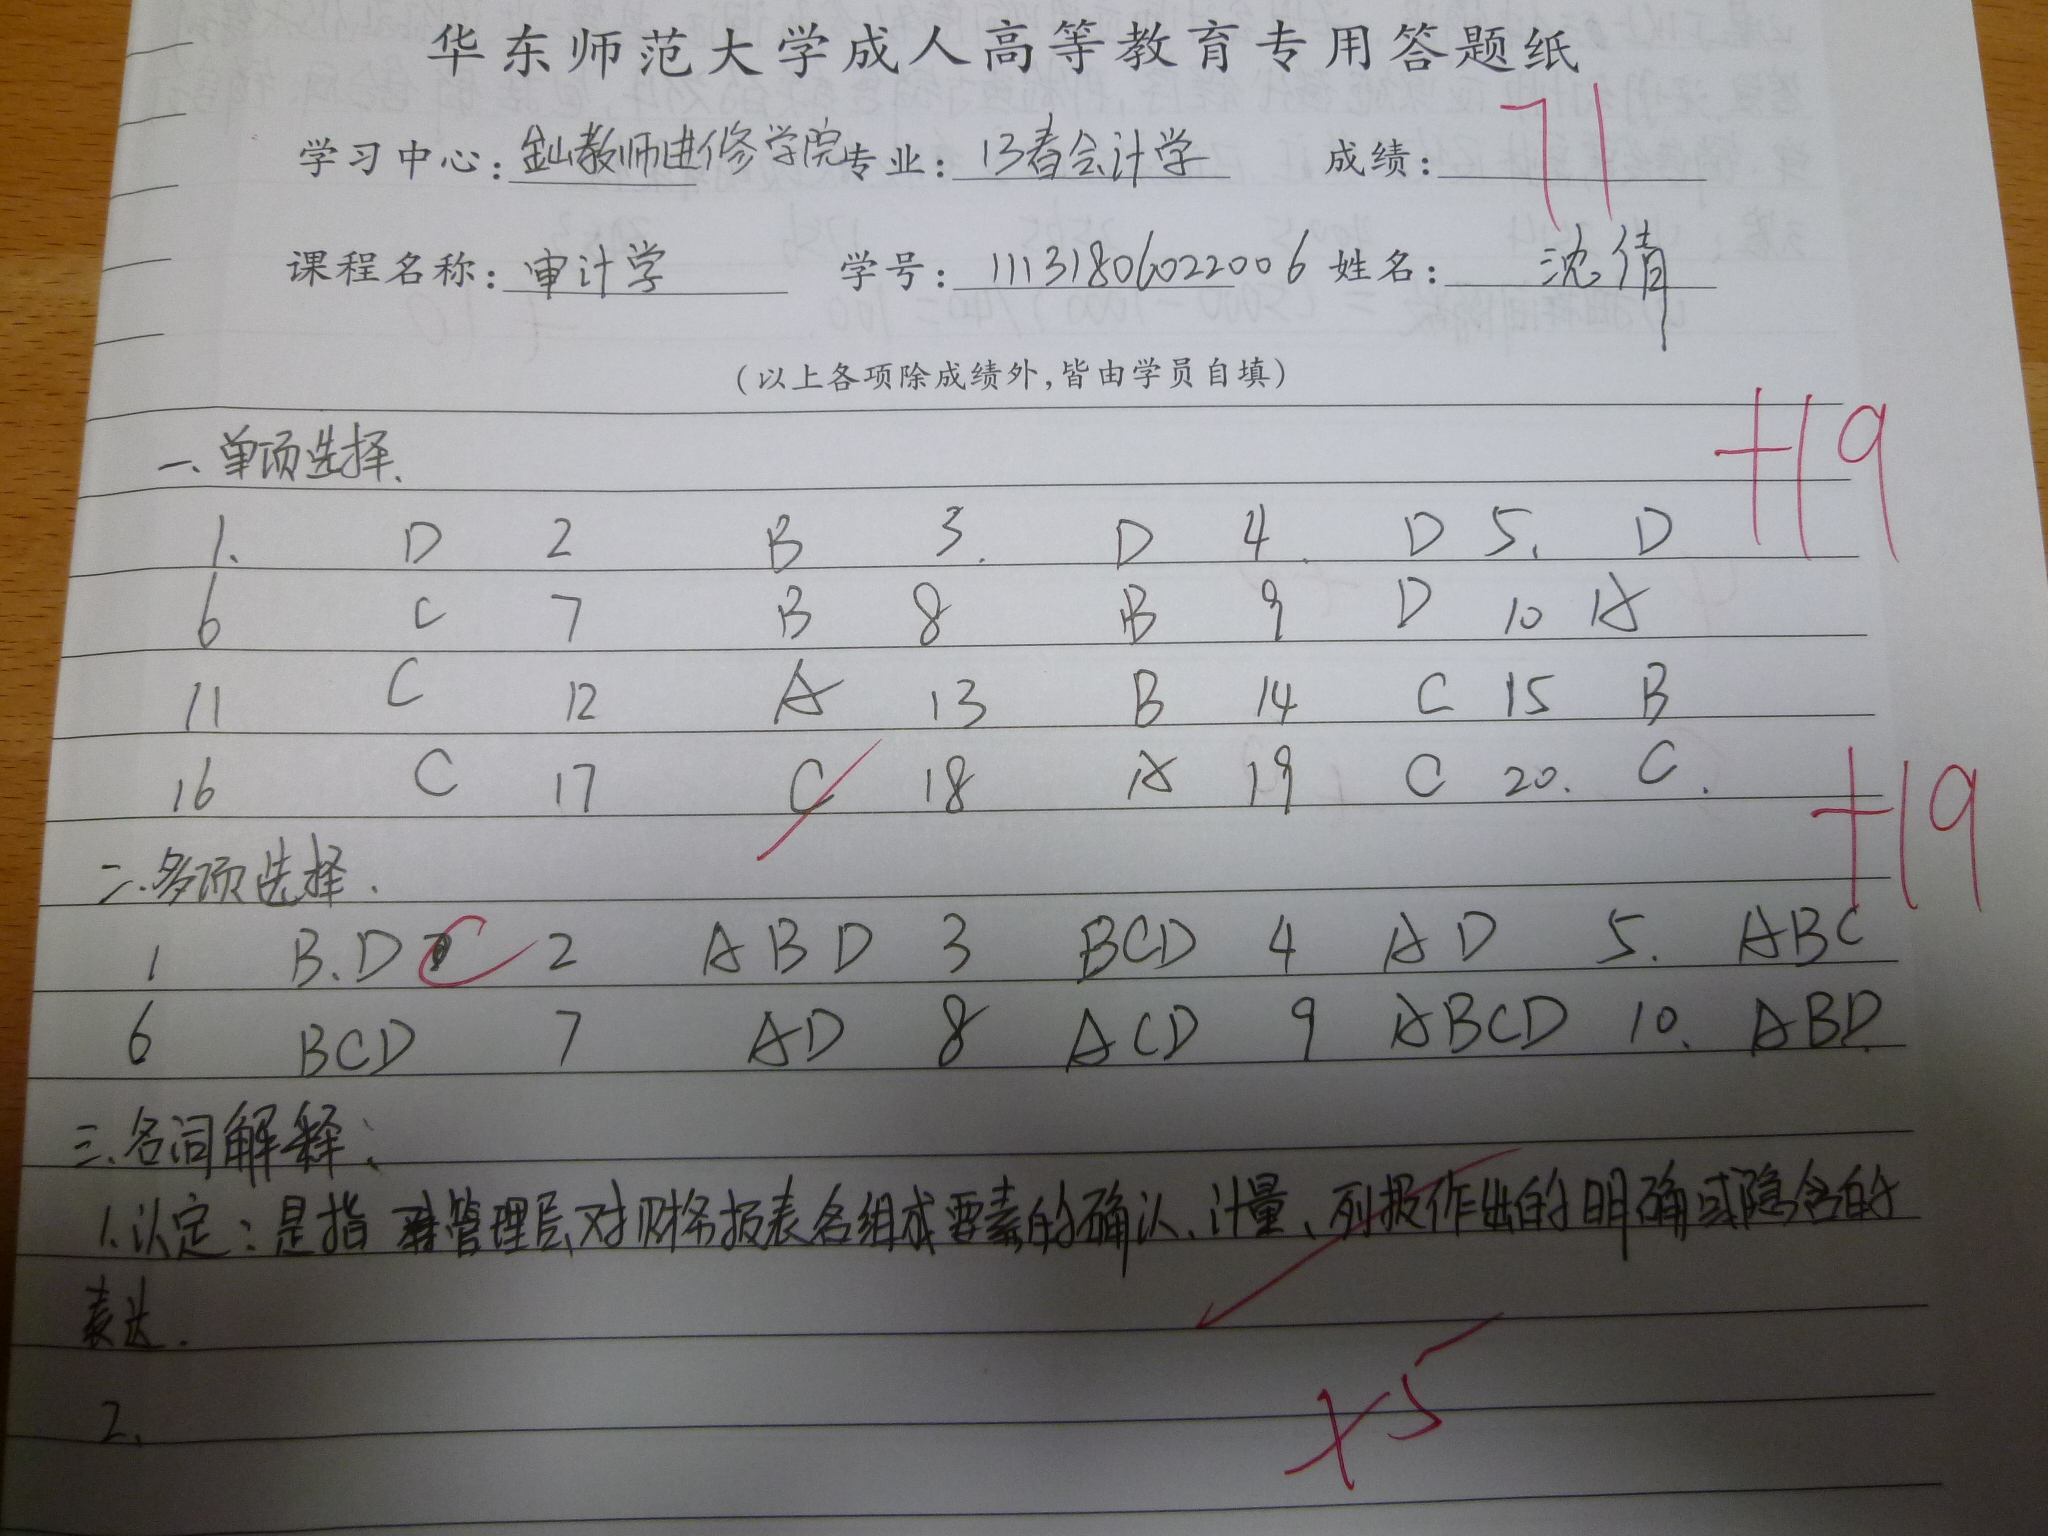 华东师范大学成人高等教育专用答题纸
学习中心: 金山教师进修学院 专业: 13春会计学 成绩: 71
课程名称: 审计学 学号: 1113180602206 姓名: 沈倩
(以上各项除成绩外,皆由学员自填)
一、单项选择. +19
1. D 2 B 3. D 4. D 5. D
6 C 7 B 8 B 9 D 10 A
11 C 12 A 13 B 14 C 15 B
16 C 17 C 18 A 19 C 20. C.
二.多项选择. +19
1 B.D C 2 ABD 3 BCD 4 AD 5. ABC
6 BCD 7 AD 8 ACD 9 ABCD 10. ABD.
三.名词解释:
1.认定:是指管理层对财务报表各组成要素的确认、计量、列报作出的明确或隐含的
表达.
+5
2.